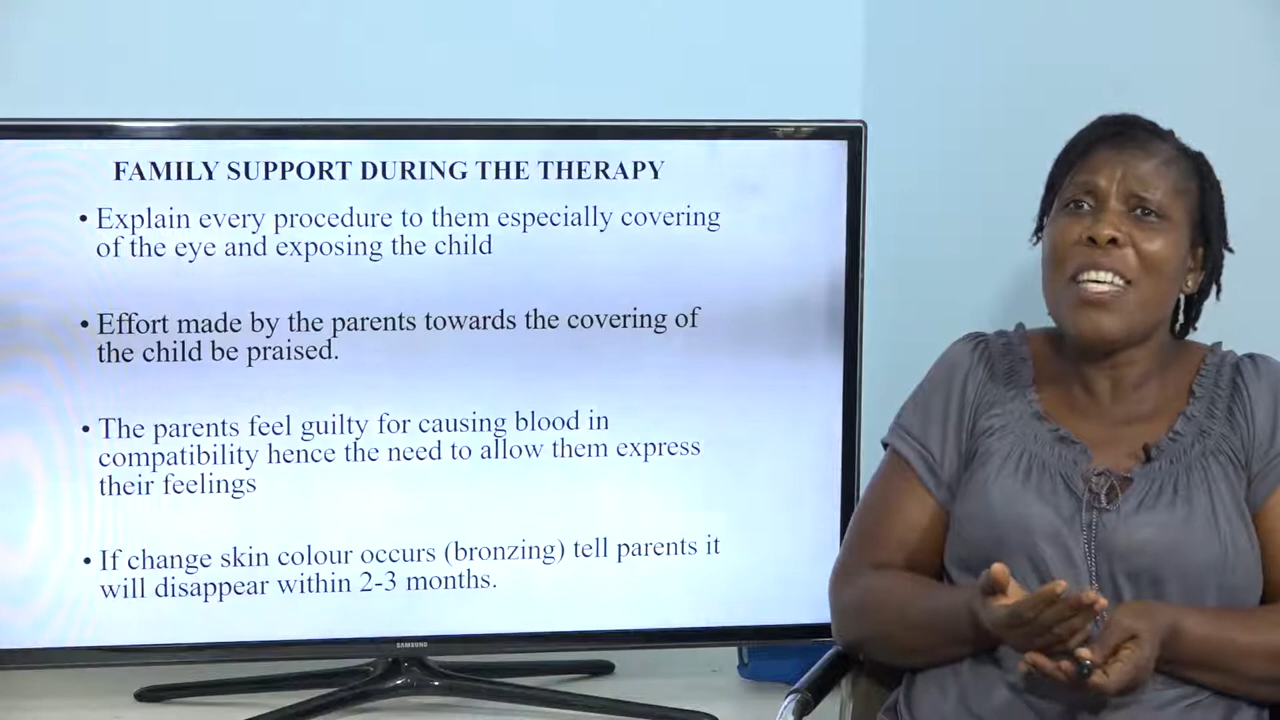 FAMILY SUPPORT DURING THE THERAPY
• Explain every procedure to them especially covering
of the eye and exposing the child
• Effort made by the parents towards the covering of
the child be praised.
• The parents feel guilty for causing blood in
compatibility hence the need to allow them express
their feelings
• If change skin colour occurs (bronzing) tell parents it
will disappear within 2-3 months.
SAMSUNG